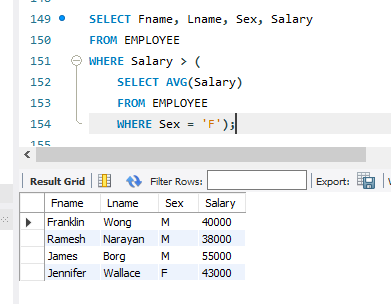 149 SELECT Fname, Lname, Sex, Salary
150 FROM EMPLOYEE
151 WHERE Salary > (
152 SELECT AVG(Salary)
153 FROM EMPLOYEE
154 WHERE Sex = 'F');
155
Result Grid Filter Rows: Export:
Fname Lname Sex Salary
Franklin Wong M 40000
Ramesh Narayan M 38000
James Borg M 55000
Jennifer Wallace F 43000